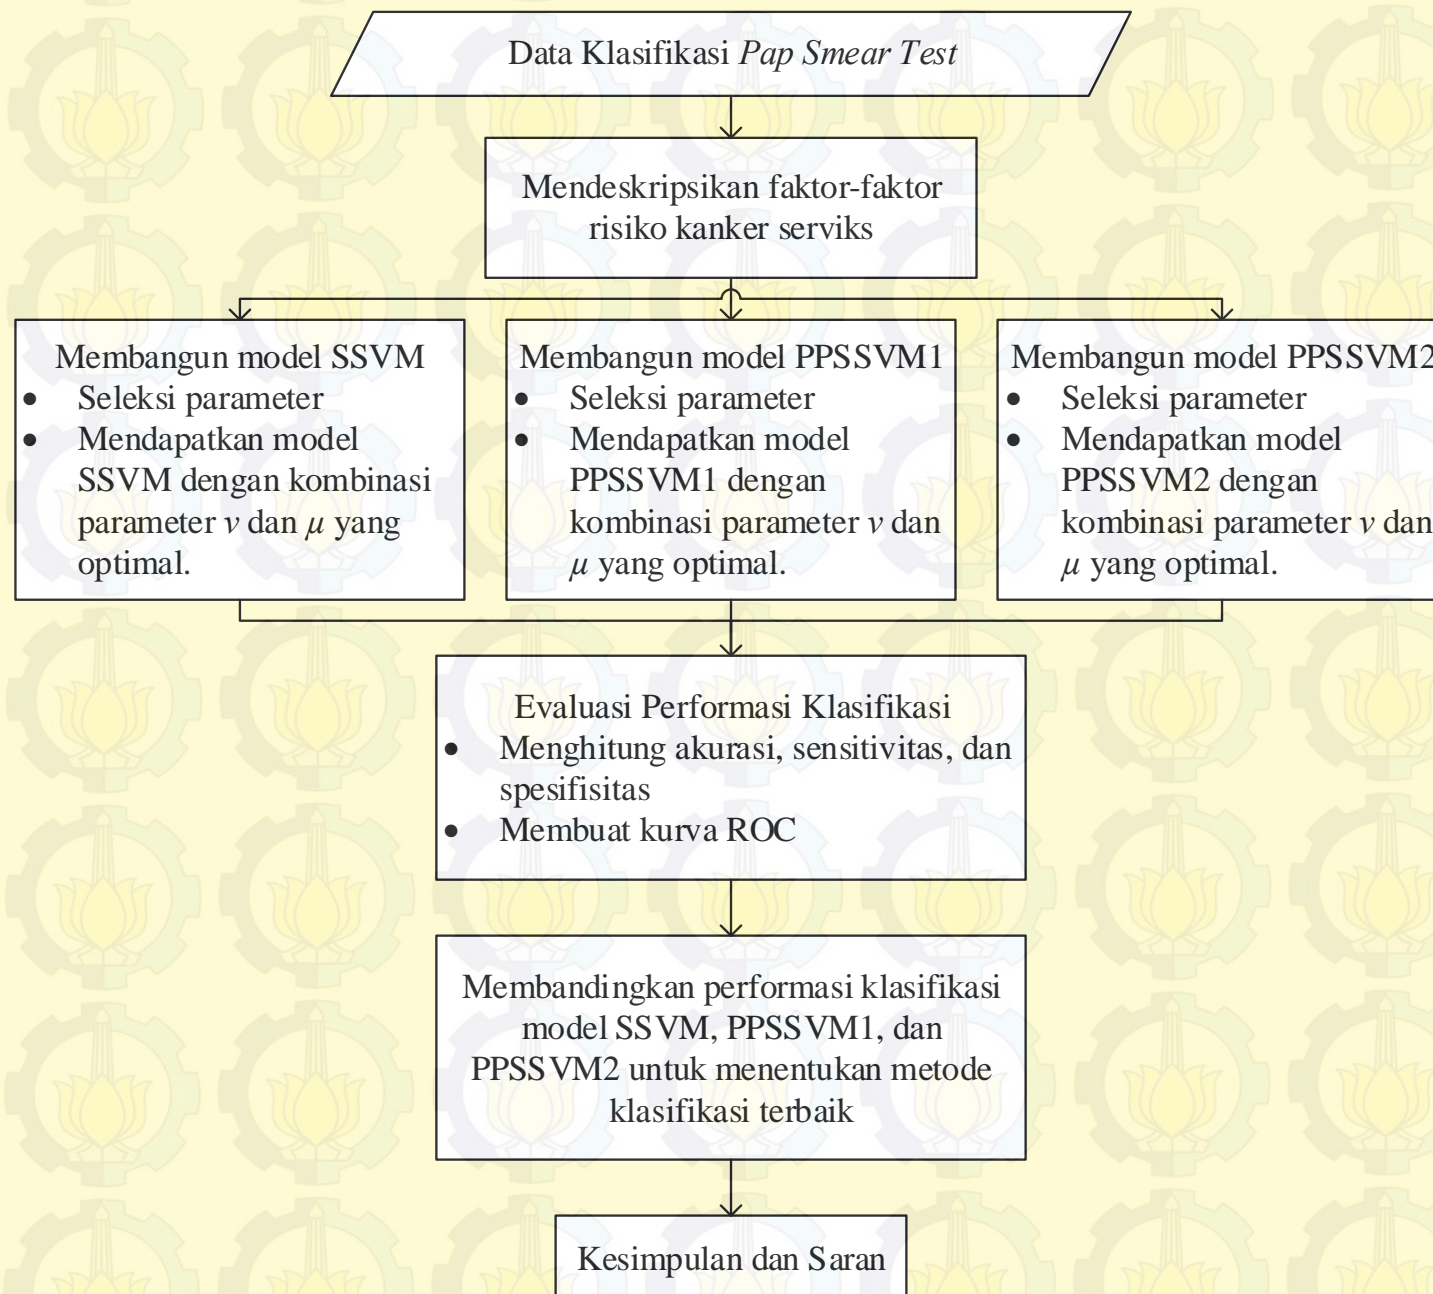 Data Klasifikasi Pap Smear Test
Mendeskripsikan faktor-faktor
risiko kanker serviks
Membangun model SSVM
• Seleksi parameter
• Mendapatkan model
SSVM dengan kombinasi
parameter ν dan μ yang
optimal.
Membangun model PPSSVM1
• Seleksi parameter
• Mendapatkan model
PPSSVM1 dengan
kombinasi parameter ν dan
μ yang optimal.
Membangun model PPSSVM2
• Seleksi parameter
• Mendapatkan model
PPSSVM2 dengan
kombinasi parameter ν dan
μ yang optimal.
Evaluasi Performasi Klasifikasi
• Menghitung akurasi, sensitivitas, dan
spesifisitas
• Membuat kurva ROC
Membandingkan performasi klasifikasi
model SSVM, PPSSVM1, dan
PPSSVM2 untuk menentukan metode
klasifikasi terbaik
Kesimpulan dan Saran